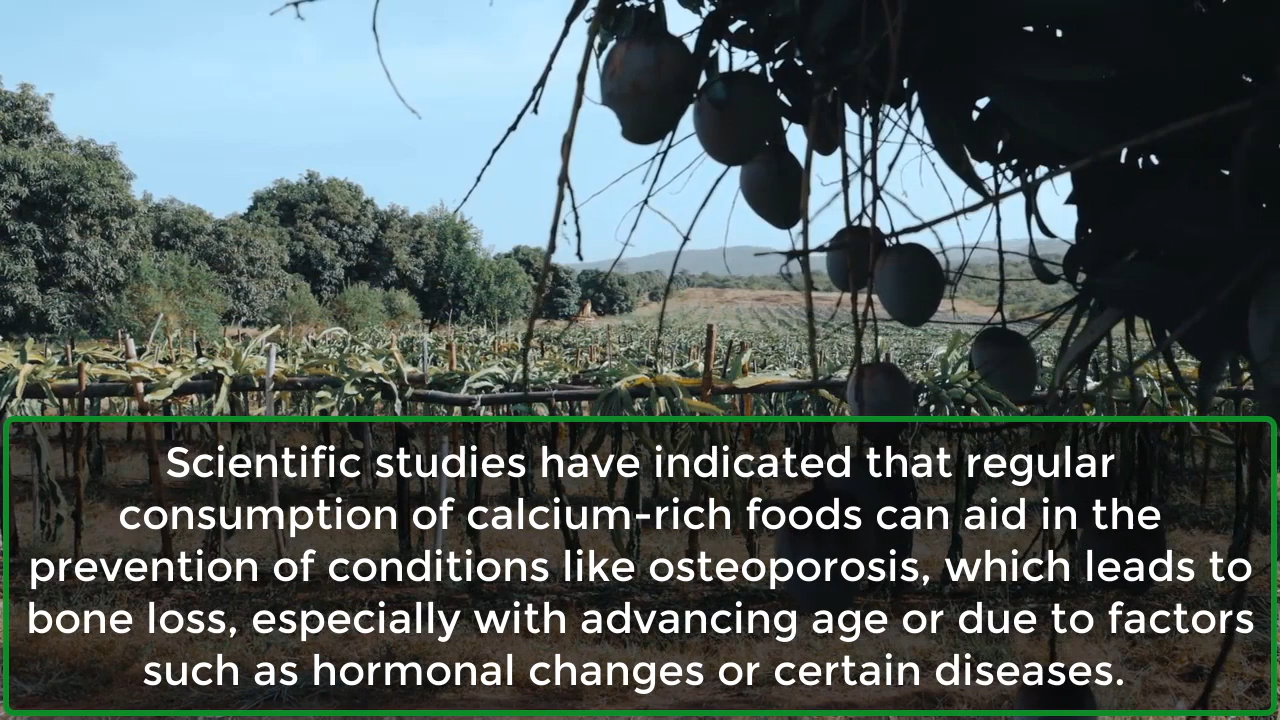 Scientific studies have indicated that regular
consumption of calcium-rich foods can aid in the
prevention of conditions like osteoporosis, which leads to
bone loss, especially with advancing age or due to factors
such as hormonal changes or certain diseases.